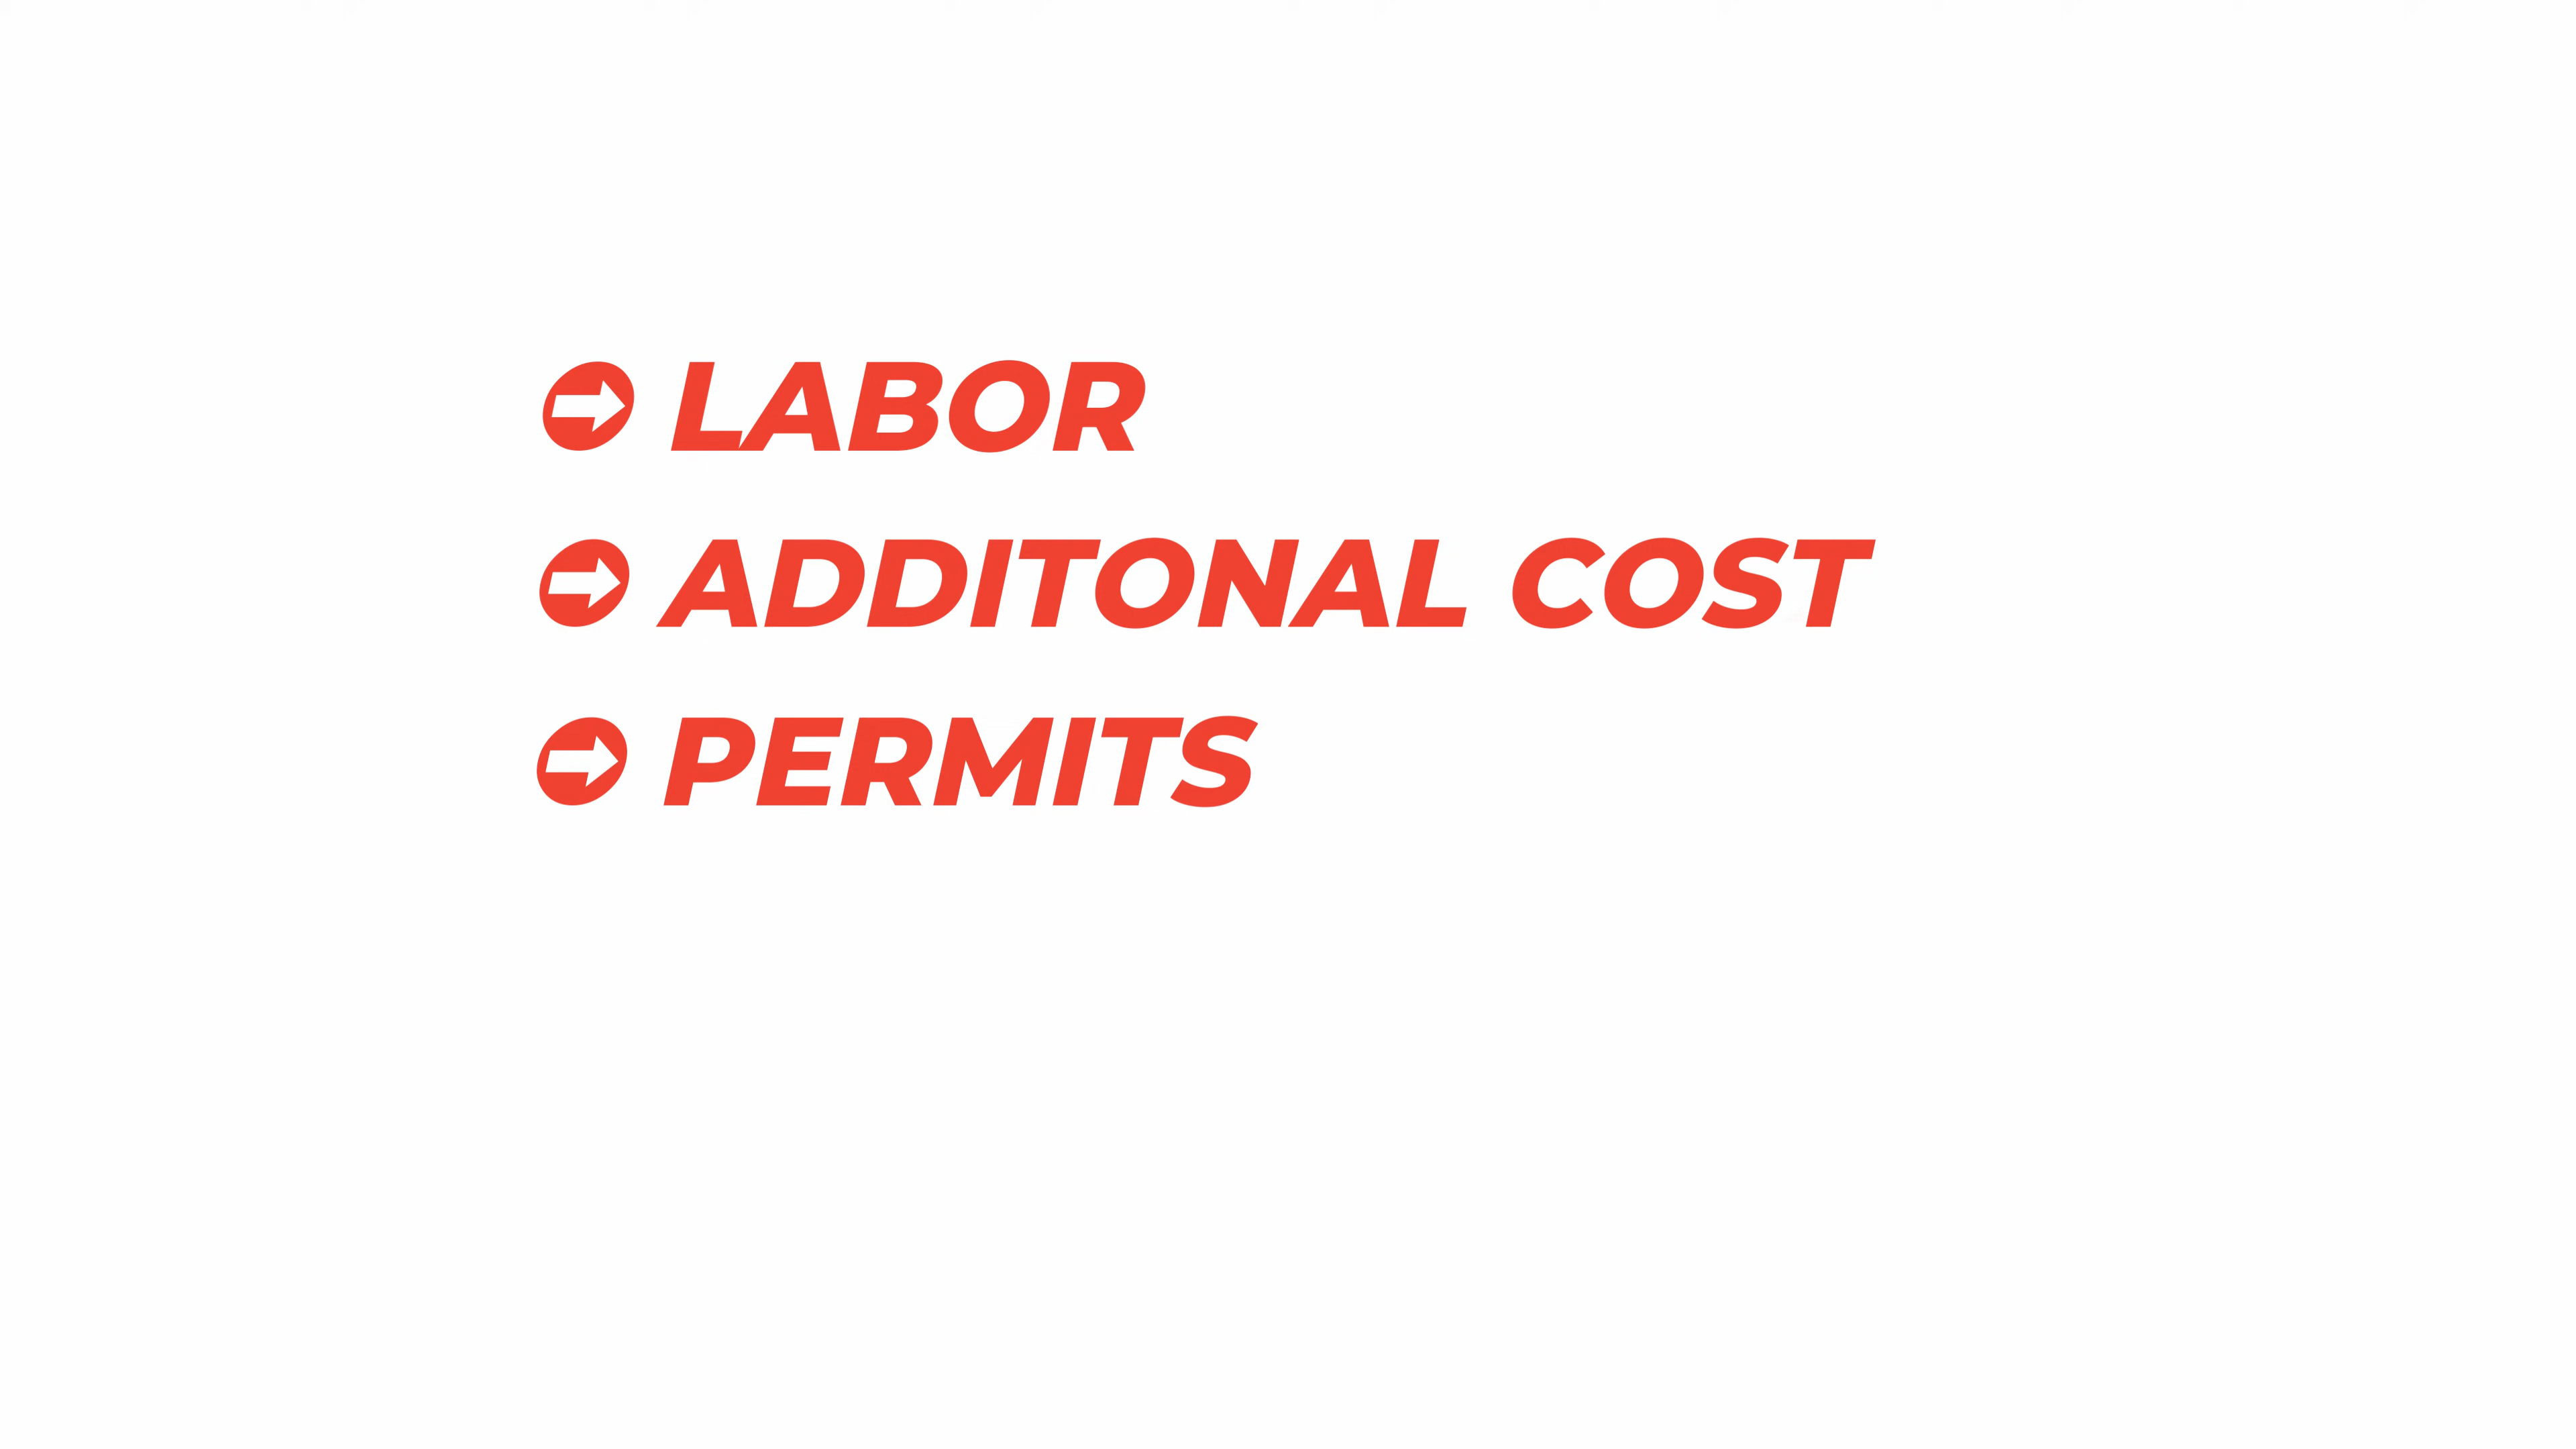 ➲ LABOR
➲ ADDITONAL COST
➲ PERMITS